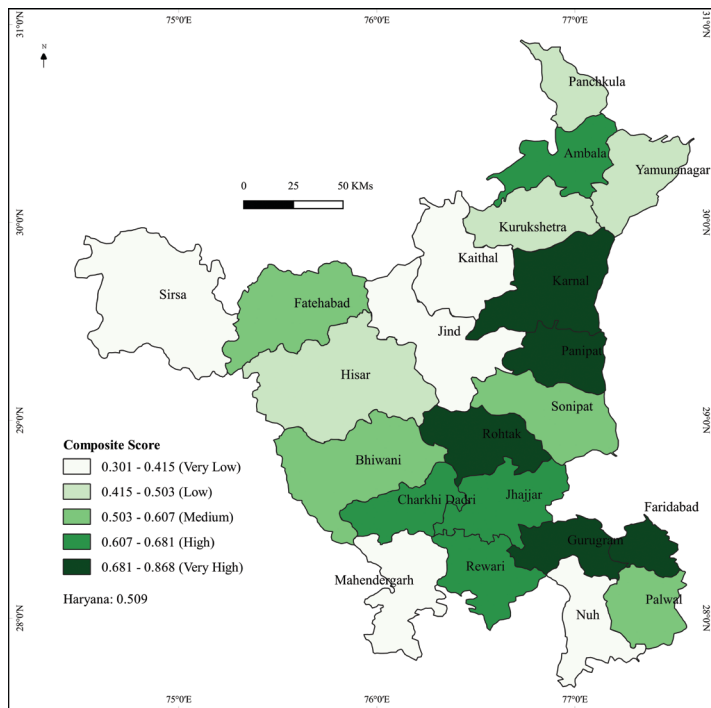 75°0'E 76°0'E 77°0'E
31°0'N 31°0'N
N
Panchkula
Ambala
Yamunanagar
0 25 50 KMs
30°0'N 30°0'N
Kurukshetra
Kaithal
Karnal
Sirsa
Fatehabad
Jind
Panipat
Hisar
Sonipat
29°0'N 29°0'N
Rohtak
Bhiwani
Charkhi Dadri
Jhajjar
Faridabad
Gurugram
Rewari
Mahendergarh
Palwal
Nuh
28°0'N 28°0'N
Composite Score
0.301 - 0.415 (Very Low)
0.415 - 0.503 (Low)
0.503 - 0.607 (Medium)
0.607 - 0.681 (High)
0.681 - 0.868 (Very High)
Haryana: 0.509
75°0'E 76°0'E 77°0'E